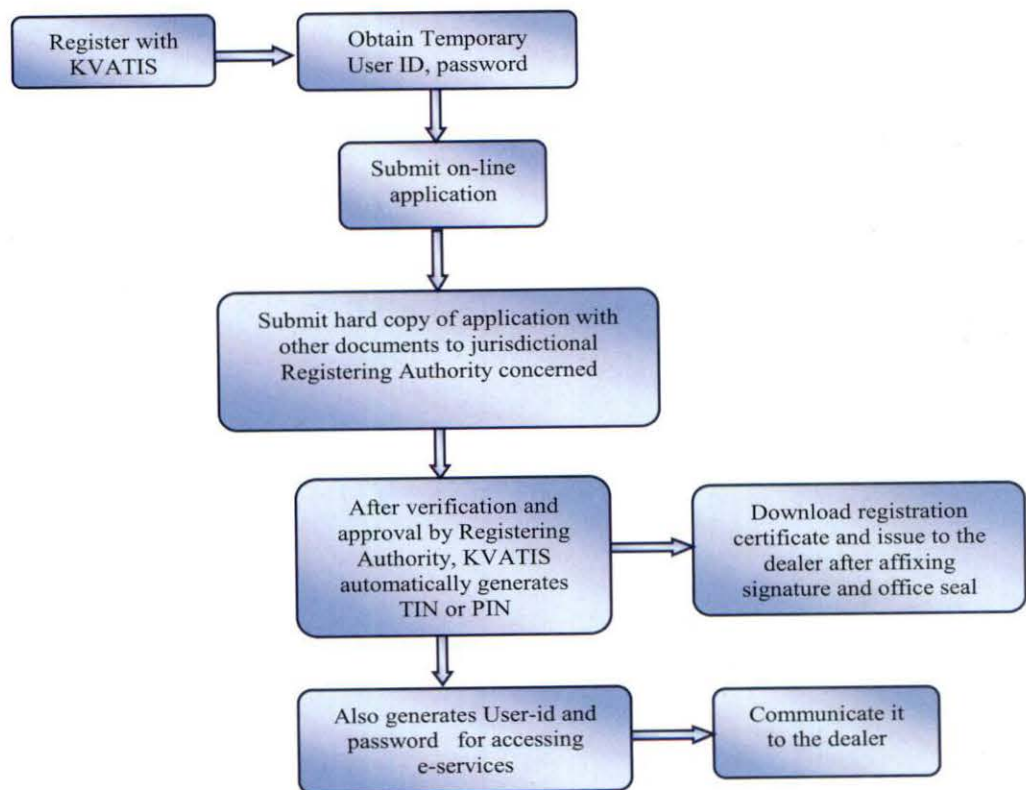 Register with
KVATIS
Obtain Temporary
User ID, password
Submit on-line
application
Submit hard copy of application with
other documents to jurisdictional
Registering Authority concerned
After verification and
approval by Registering
Authority, KVATIS
automatically generates
TIN or PIN
Download registration
certificate and issue to the
dealer after affixing
signature and office seal
Also generates User-id and
password for accessing
e-services
Communicate it
to the dealer